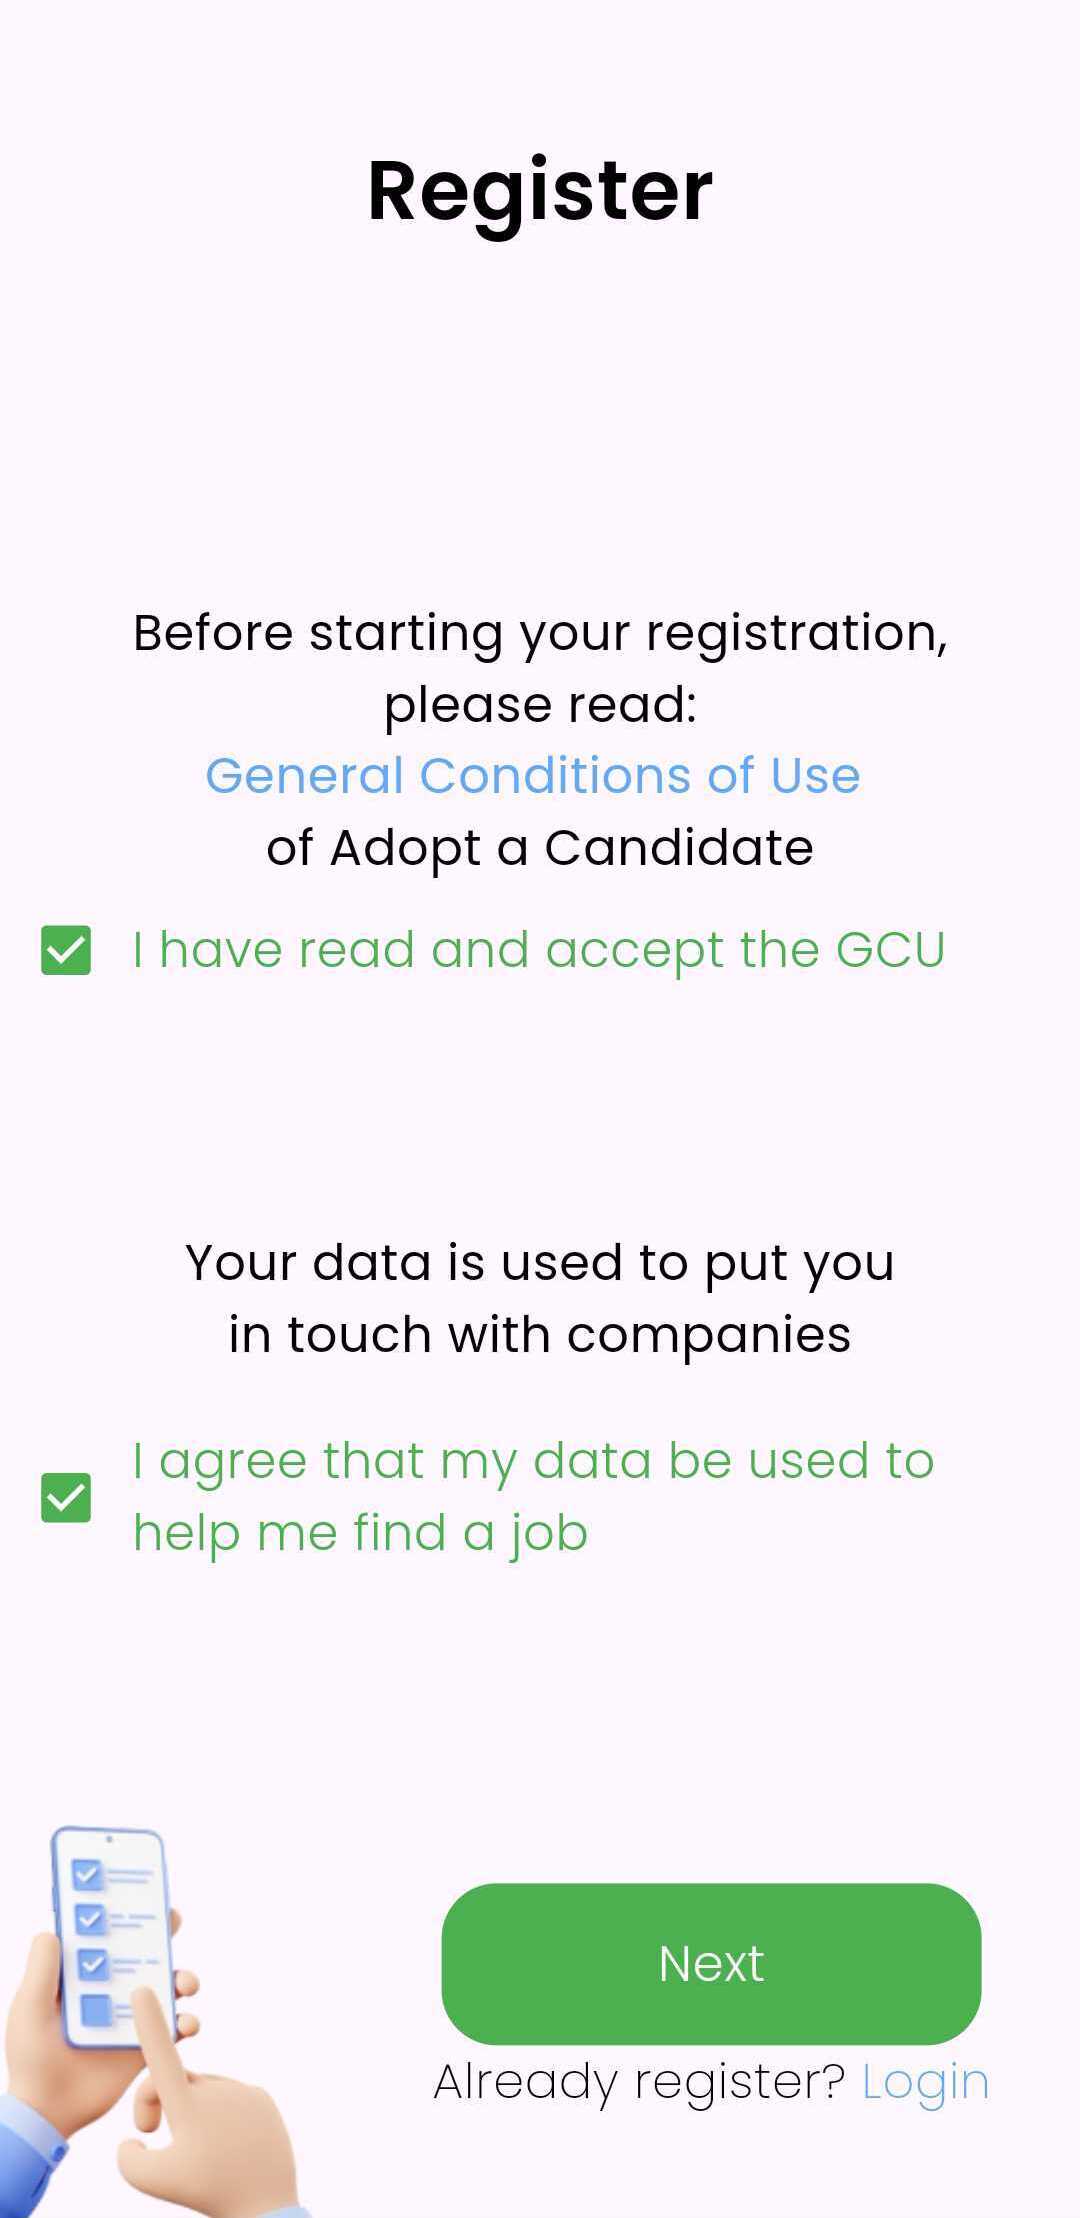 Register
Before starting your registration,
please read:
General Conditions of Use
of Adopt a Candidate
I have read and accept the GCU
Your data is used to put you
in touch with companies
I agree that my data be used to
help me find a job
Next
Already register? Login